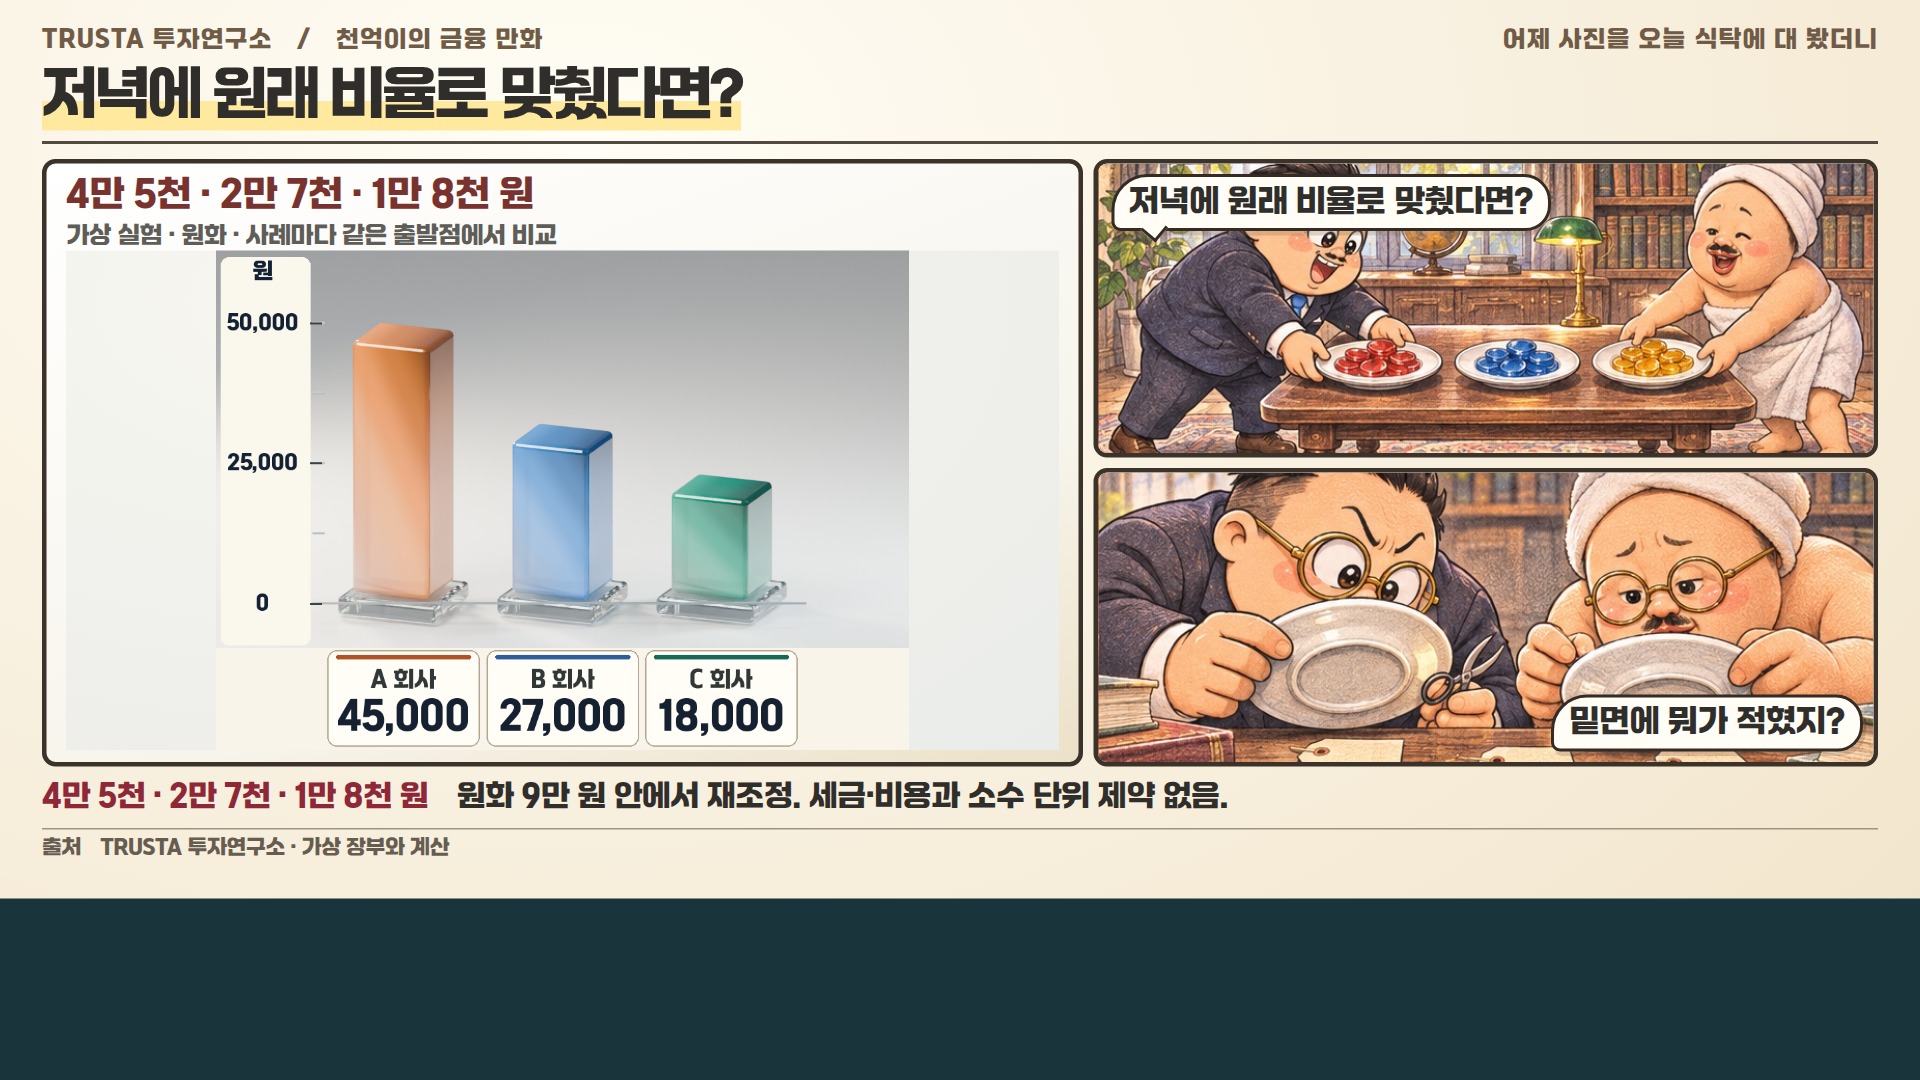 TRUSTA 투자연구소 / 천억이의 금융 만화
어제 사진을 오늘 식탁에 대 봤더니
저녁에 원래 비율로 맞췄다면?
4만 5천 · 2만 7천 · 1만 8천 원
가상 실험 · 원화 · 사례마다 같은 출발점에서 비교
원
50,000
25,000
0
A 회사
45,000
B 회사
27,000
C 회사
18,000
저녁에 원래 비율로 맞췄다면?
밑면에 뭐가 적혔지?
4만 5천 · 2만 7천 · 1만 8천 원 원화 9만 원 안에서 재조정. 세금·비용과 소수 단위 제약 없음.
출처 TRUSTA 투자연구소 · 가상 장부와 계산